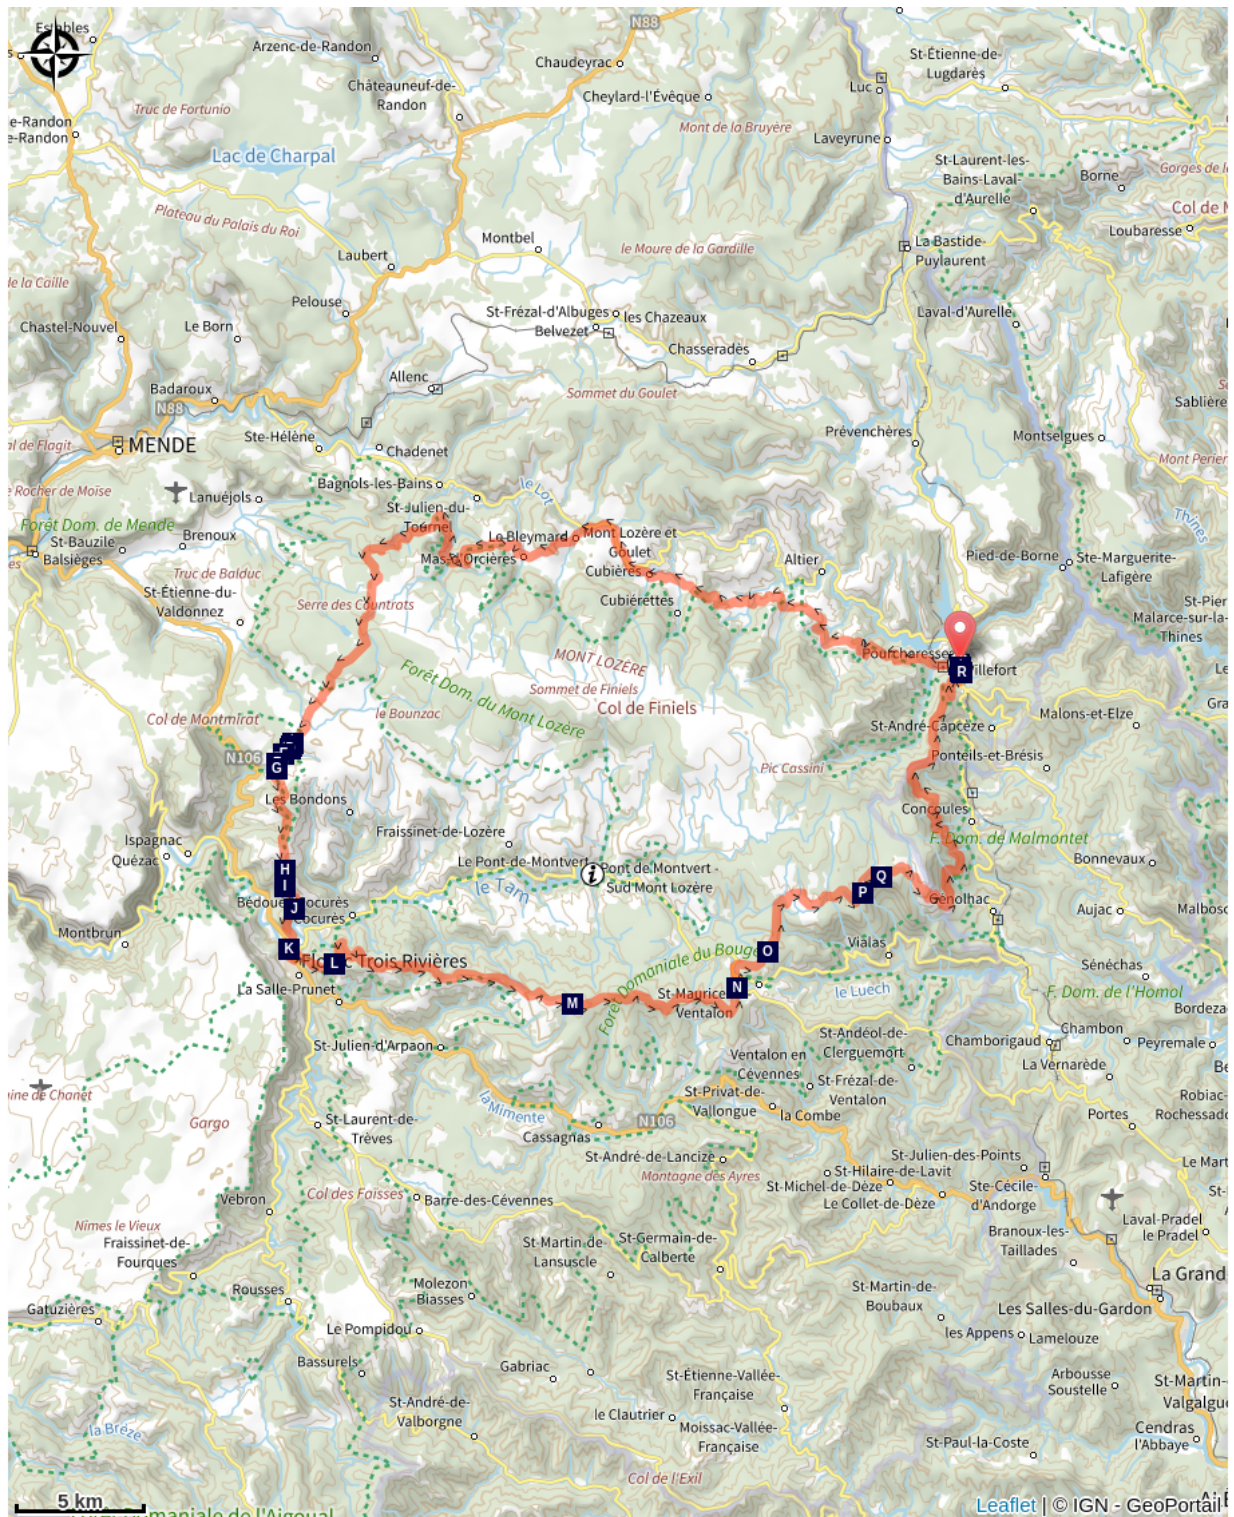 Estables
N88
Arzenc-de-Randon
Chaudeyrac
St-Étienne-de-
Lugdarès
Châteauneuf-de-
Randon
Luc
Cheylard-l'Évêque
Truc de Fortunio
e-Randon
e-Randon
Mont de la Bruyère
Laveyrune
Lac de Charpal
St-Laurent-les-
Bains-Laval-
d'Aurelle
Borne
Gorges de l
Plateau du Palais du Roi
Col de M
Loubaresse
Montbel
le Moure de la Gardille
La Bastide-
Puylaurent
Laubert
de la Caille
Pelouse
St-Frézal-d'Albuges
les Chazeaux
Belvezet
Laval-d'Aurelle
Chastel-Nouvel
Le Born
Chasseradès
Allenc
Badaroux
N88
Sommet du Goulet
Sablière
Ste-Hélène
MENDE
Prévenchères
Montselgues
al de Flagit
Chadenet
Mont Perier
Bagnols-les-Bains
le Lot
Rocher de Moïse
Lanuéjols
St-Julien-du-
Tournel
Thines
Forêt Dom. de Mende
St-Bauzile
Brenoux
Le Bleymard
Mont Lozère et
Goulet
Balsièges
Mas-d'Orcières
Cubières
Altier
Pied-de-Borne
Ste-Marguerite-
Lafigère
Truc de Balduc
St-Étienne-du-
Valdonnez
Serre des Countrats
Cubiérettes
St-Pier
Malarce-sur-la-
Thines
MONT LOZÈRE
Pourcharesses
R
Villefort
Le
Forêt Dom. du Mont Lozère
Sommet de Finiels
Col de Finiels
Gra
Col de Montmirat
le Bounzac
St-André-Capcèze
Malons-et-Elze
N106
G
Pic Cassini
Ponteils-et-Brésis
Les Bondons
Concoules
Fraissinet-de-Lozère
F. Dom. de Malmontet
Ispagnac
Quézac
Le Pont-de-Montvert
Pont de Montvert -
Sud Mont Lozère
Bonnevaux
H
I
le Tarn
Q
P
Génolhac
J
Cocurès
Aujac
Malbosc
Montbrun
Vialas
K
L
Trois Rivières
Forêt Domaniale du Bouge
O
Sénéchas
La Salle-Prunet
M
N
St-Maurice-
Ventalon
le Luech
F. Dom. de l'Homol
Bordeza
St-Julien-d'Arpaon
St-Andéol-de-
Clerguemort
Chamborigaud
Chambon
Peyremale
Ventalon en
Cévennes
La Vernarède
Be
ine de Chanet
la Mimente
St-Privat-de-
Vallongue
St-Frézal-de-
Ventalon
Robiac-
Rochessado
Gargo
St-Laurent-de-
Trèves
N106
la Combe
Portes
Cassagnas
St-André-de-Lancize
St-Julien-des-Points
Le Mart
Montagne des Ayres
St-Hilaire-de-Lavit
Vebron
Col des Faisses
Barre-des-Cévennes
St-Michel-de-Dèze
Le Collet-de-Dèze
Ste-Cécile-
d'Andorge
St-
Nîmes le Vieux
Fraissinet-de-
Fourques
St-Martin-de-
Lansuscle
St-Germain-de-
Calberte
Branoux-les-
Taillades
Laval-Pradel
le Pradel
Rousses
Molezon
Biasses
St-Martin-de-
Boubaux
La Grand
Gatuzières
Les Salles-du-Gardon
Le Pompidou
les Appens
Lamelouze
Bassurels
Gabriac
St-Étienne-Vallée-
Française
Arbousse
Soustelle
St-Martin-
Valgalgu
St-André-de-
Valborgne
le Clautrier
Moissac-Vallée-
Française
la Brèze
St-Paul-la-Coste
Cendras
l'Abbaye
Col de l'Exil
5 km
Leaflet | © IGN - GeoPortail